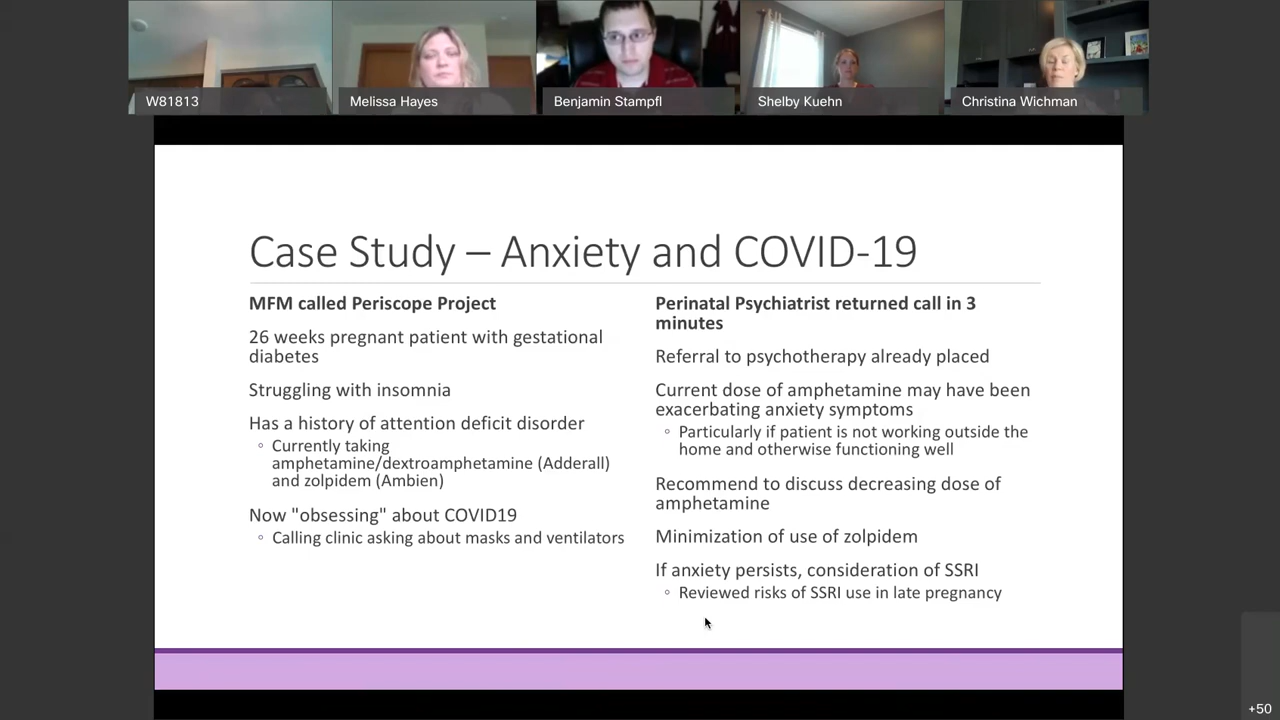 W81813
Melissa Hayes
Benjamin Stampfl
Shelby Kuehn
Christina Wichman
Case Study – Anxiety and COVID-19
MFM called Periscope Project
26 weeks pregnant patient with gestational
diabetes
Struggling with insomnia
Has a history of attention deficit disorder
◦ Currently taking
amphetamine/dextroamphetamine (Adderall)
and zolpidem (Ambien)
Now "obsessing" about COVID19
◦ Calling clinic asking about masks and ventilators
Perinatal Psychiatrist returned call in 3
minutes
Referral to psychotherapy already placed
Current dose of amphetamine may have been
exacerbating anxiety symptoms
◦ Particularly if patient is not working outside the
home and otherwise functioning well
Recommend to discuss decreasing dose of
amphetamine
Minimization of use of zolpidem
If anxiety persists, consideration of SSRI
◦ Reviewed risks of SSRI use in late pregnancy
+50